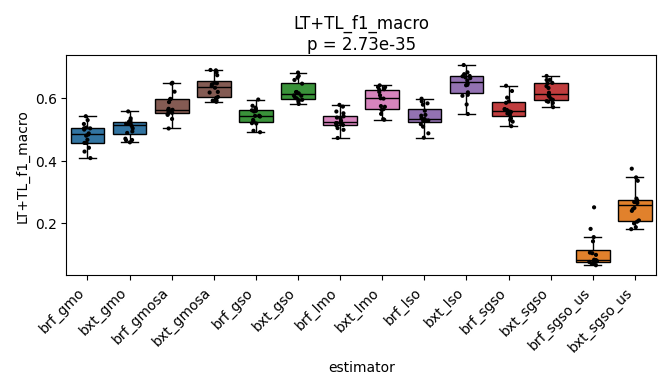 LT+TL_f1_macro
p = 2.73e-35
LT+TL_f1_macro
0.6
0.4
0.2
brf_gmo
bxt_gmo
brf_gmosa
bxt_gmosa
brf_gso
bxt_gso
brf_lmo
bxt_lmo
brf_lso
bxt_lso
brf_sgso
bxt_sgso
brf_sgso_us
bxt_sgso_us
estimator